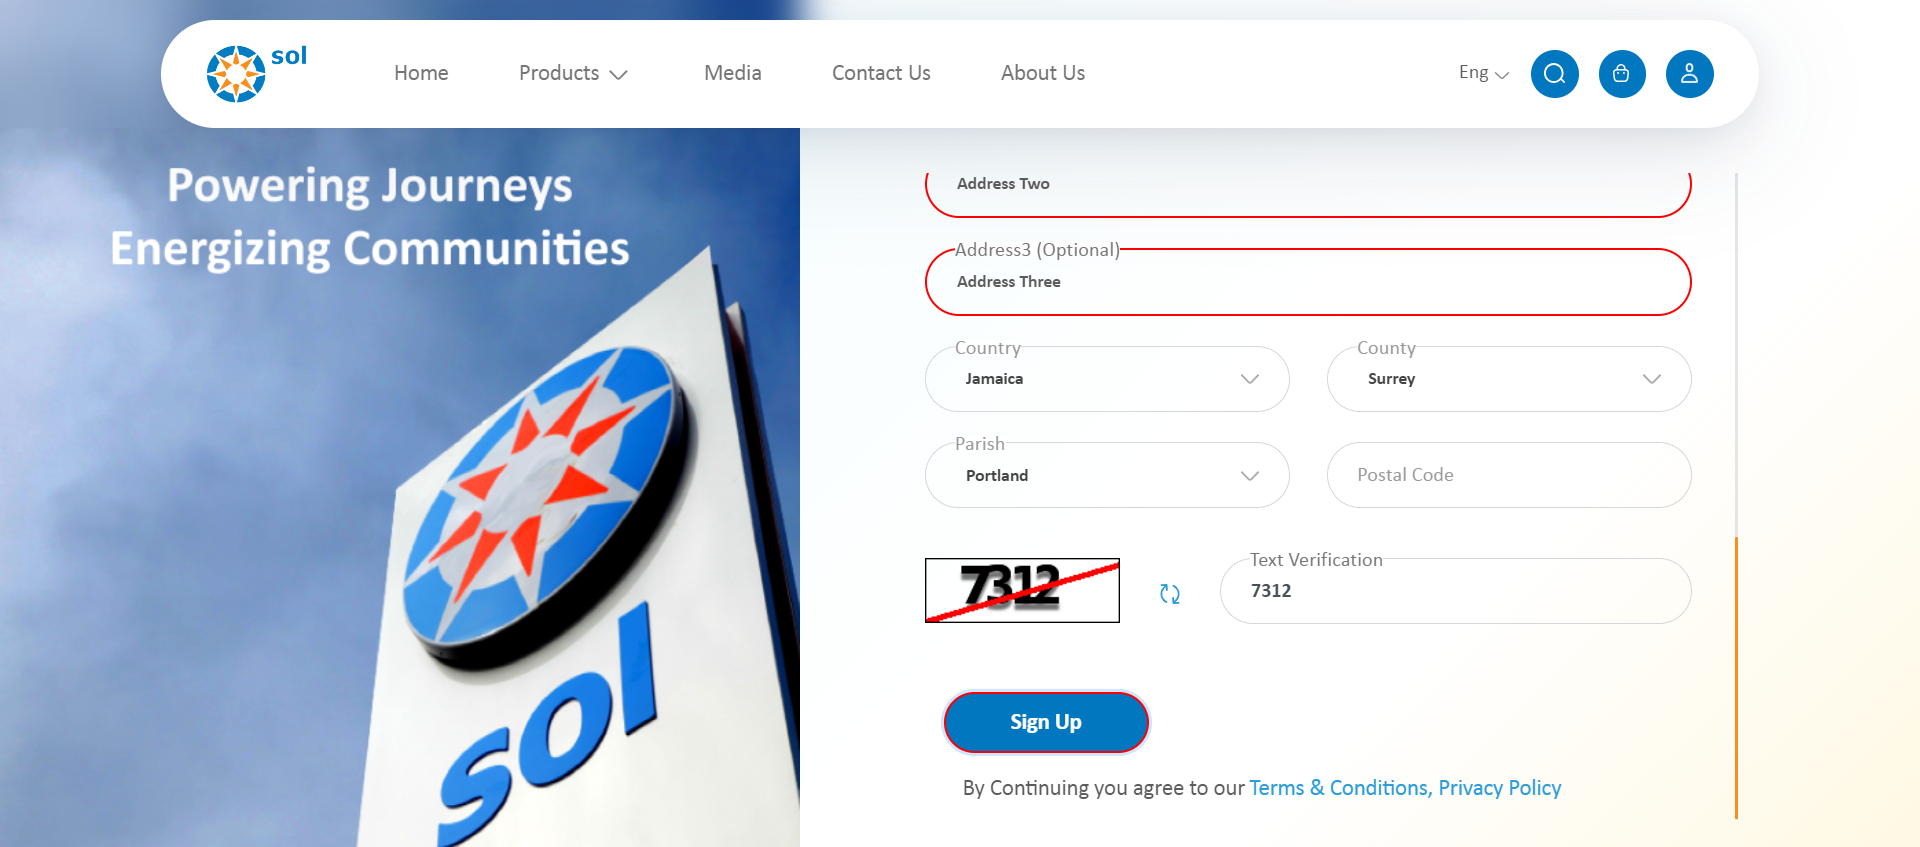 sol
Home
Products
Media
Contact Us
About Us
Eng
Powering Journeys
Energizing Communities
sol
Address Two
Address3 (Optional)
Address Three
Country
Jamaica
County
Surrey
Parish
Portland
Postal Code
7312
Text Verification
7312
Sign Up
By Continuing you agree to our Terms & Conditions, Privacy Policy